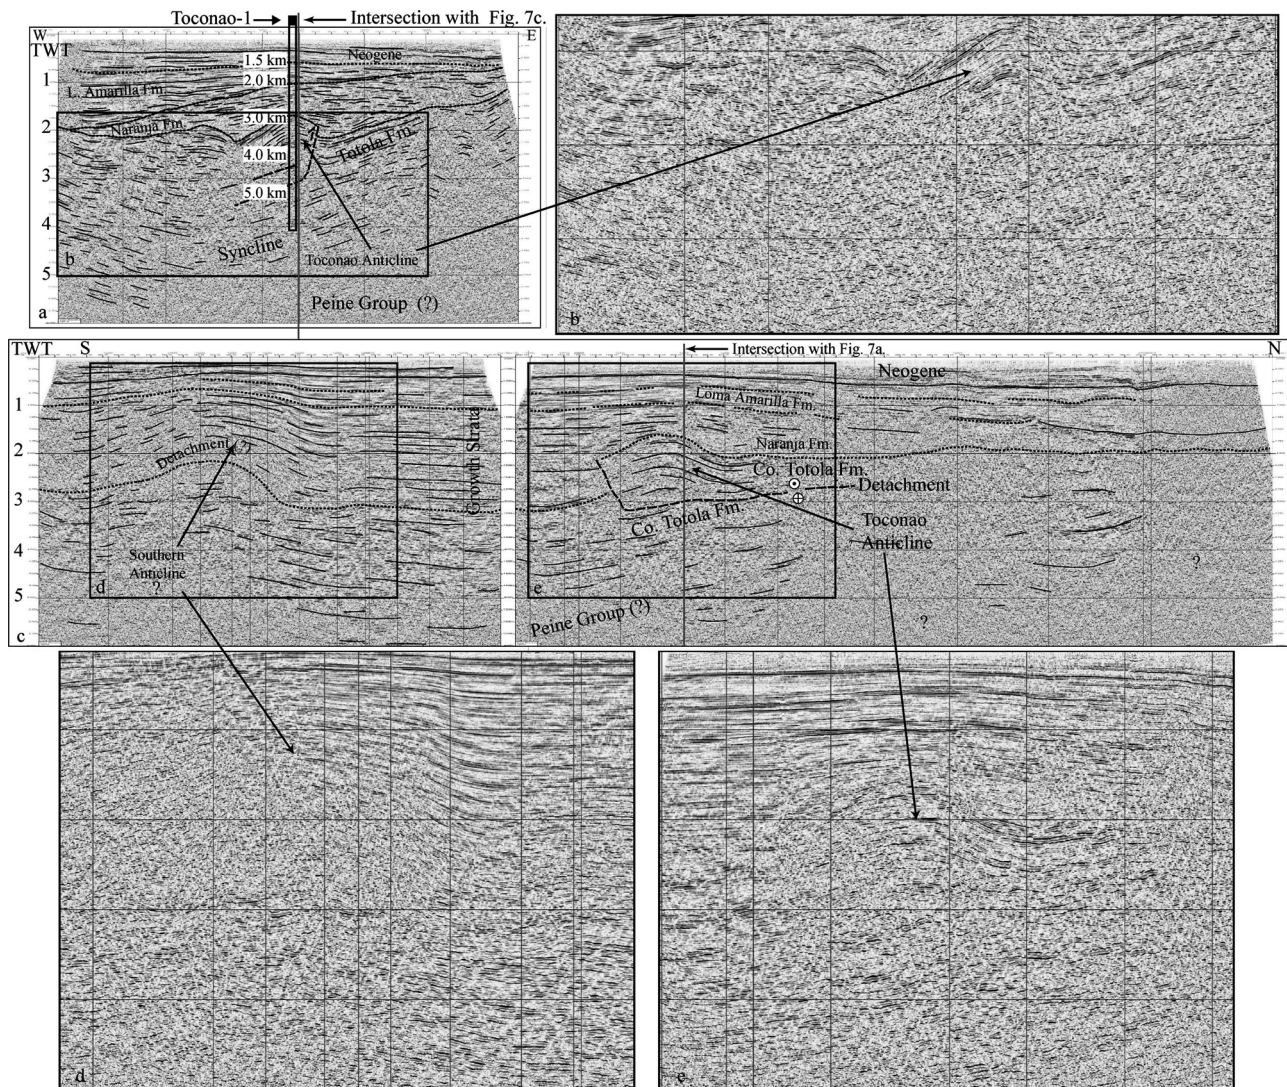 Toconao-1
Intersection with Fig. 7c.
W
E
TWT
Neogene
1.5 km
1
2.0 km
L. Amarilla Fm.
3.0 km
2
Naranja Fm.
Totola Fm.
4.0 km
3
5.0 km
4
Syncline
b
Toconao Anticline
5
Peine Group (?)
a
b
TWT
S
Intersection with Fig. 7a.
N
Neogene
1
Loma Amarilla Fm.
2
Detachment
?
Growth Strata
Naranja Fm.
Co. Totola Fm.
Detachment
3
Co. Totola Fm.
Toconao
Anticline
4
Southern
Anticline
?
?
d
e
5
Peine Group (?)
?
c
d
e